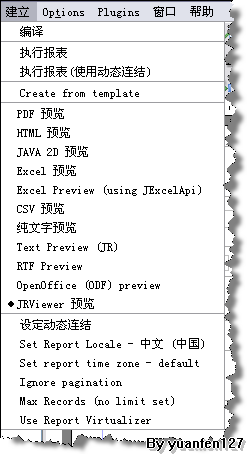 建立 Options Plugins 窗口 帮助
编译
执行报表
执行报表(使用动态连结)
Create from template
PDF 预览
HTML 预览
JAVA 2D 预览
Excel 预览
Excel Preview (using JExcelApi)
CSV 预览
纯文字预览
Text Preview (JR)
RTF Preview
OpenOffice (ODF) preview
JRViewer 预览
设定动态连结
Set Report Locale - 中文 (中国)
Set report time zone - default
Ignore pagination
Max Records (no limit set)
Use Report Virtualizer
By yuanfen127